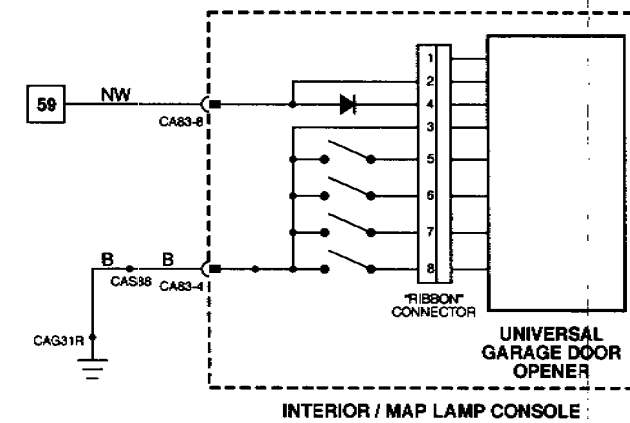 59
NW
CA83-8
1
2
4
3
5
6
7
8
B
B
CAS88
CA83-4
"RIBBON"
CONNECTOR
CAG31R
UNIVERSAL
GARAGE DOOR
OPENER
INTERIOR / MAP LAMP CONSOLE